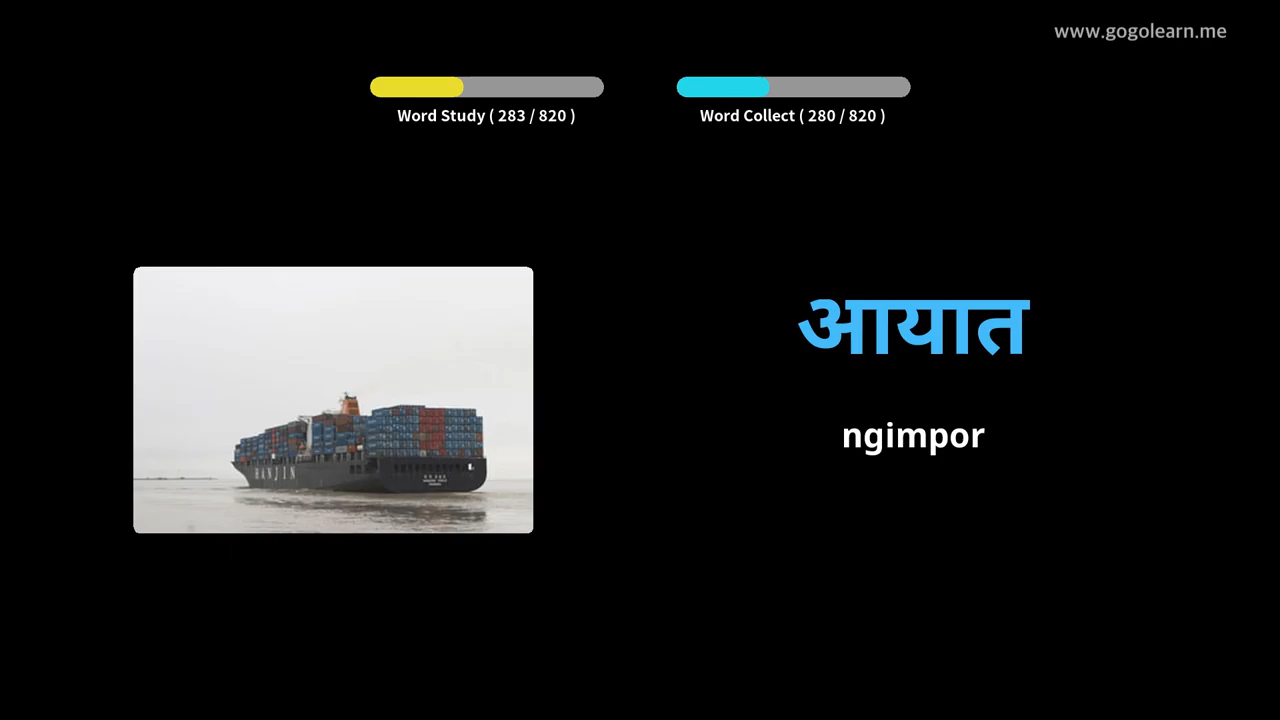 www.gogolearn.me
Word Study ( 283 / 820 )
Word Collect ( 280 / 820 )
आयात
ngimpor
HANJIN